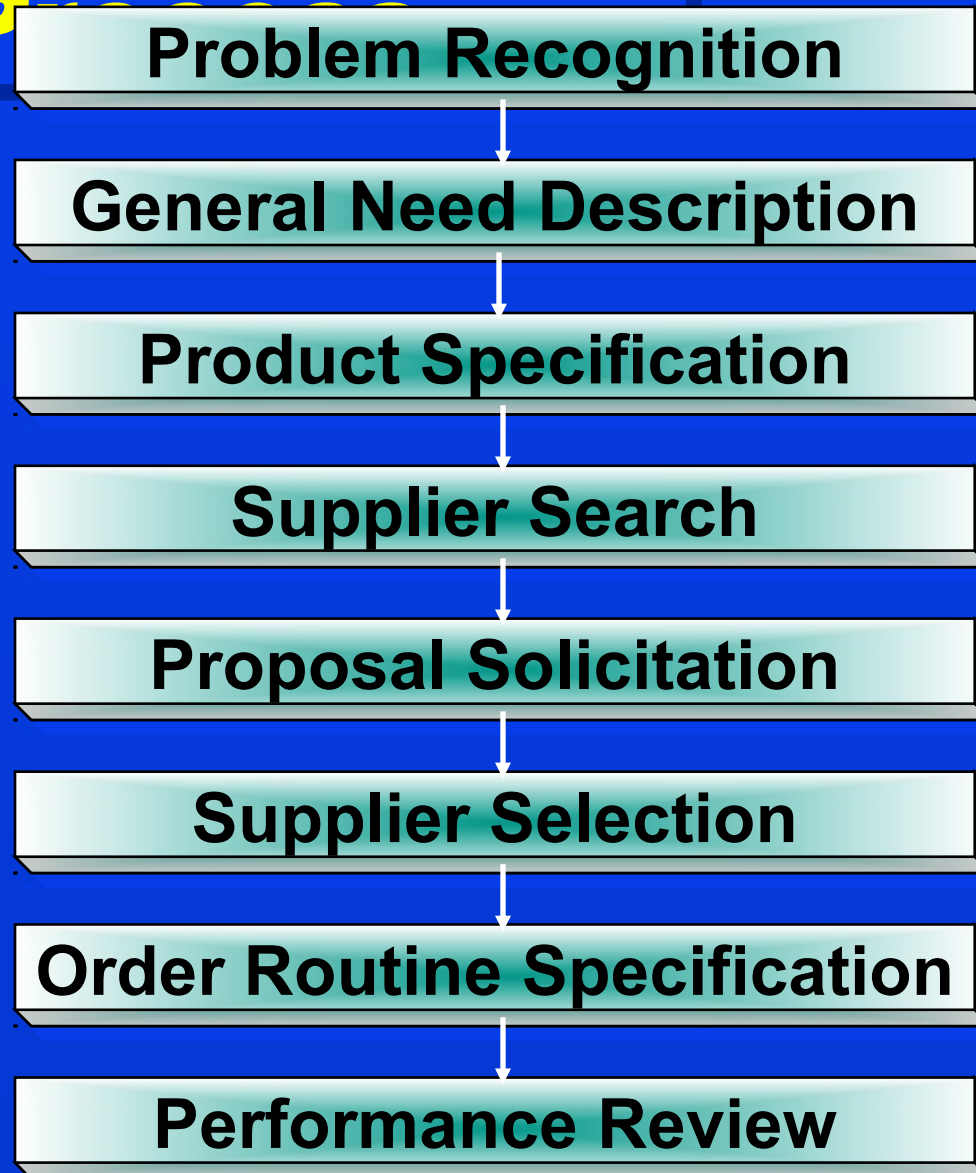 Problem Recognition
General Need Description
Product Specification
Supplier Search
Proposal Solicitation
Supplier Selection
Order Routine Specification
Performance Review